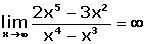 lim x→∞ (2x⁵ − 3x²)/(x⁴ − x³) = ∞